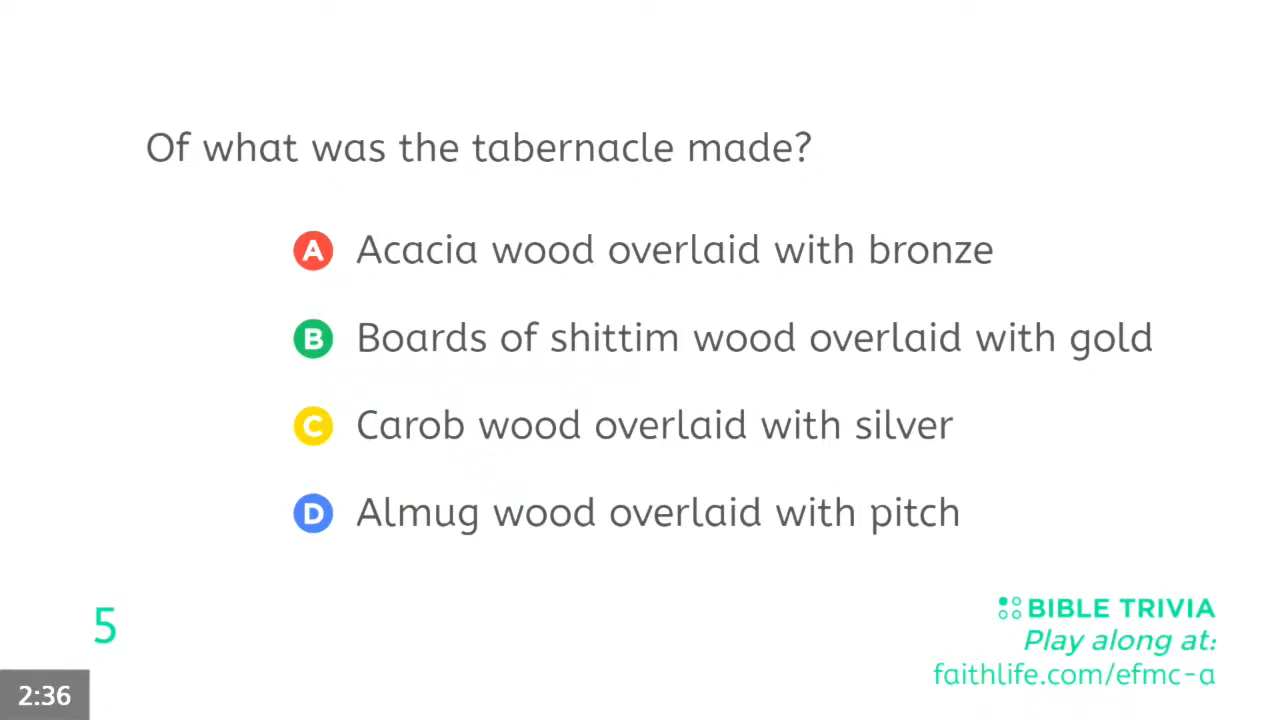 Of what was the tabernacle made?
A Acacia wood overlaid with bronze
B Boards of shittim wood overlaid with gold
C Carob wood overlaid with silver
D Almug wood overlaid with pitch
5
BIBLE TRIVIA
Play along at:
faithlife.com/efmc-a
2:36